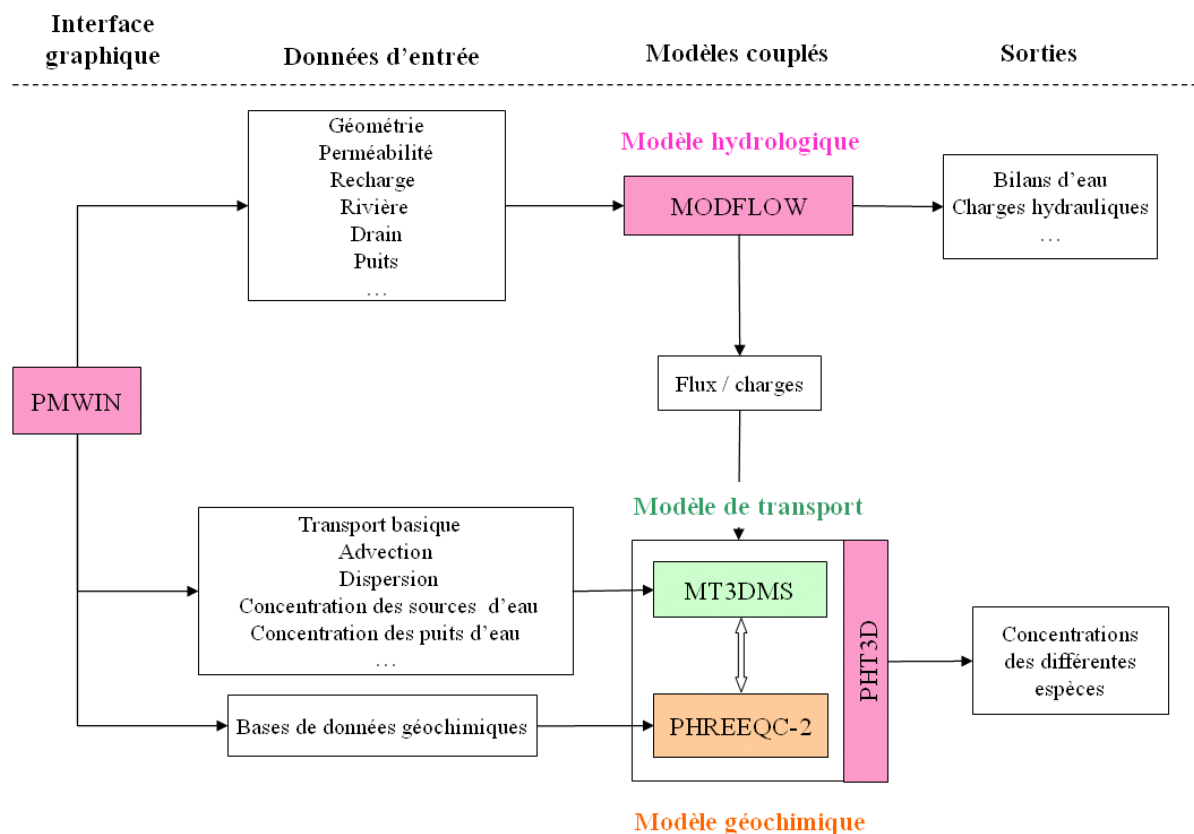 Interface
graphique
Données d’entrée
Modèles couplés
Sorties
Géométrie
Perméabilité
Recharge
Rivière
Drain
Puits
…
Modèle hydrologique
MODFLOW
Bilans d’eau
Charges hydrauliques
…
PMWIN
Flux / charges
Modèle de transport
Transport basique
Advection
Dispersion
Concentration des sources d’eau
Concentration des puits d’eau
…
MT3DMS
PHT3D
Concentrations
des différentes
espèces
Bases de données géochimiques
PHREEQC-2
Modèle géochimique